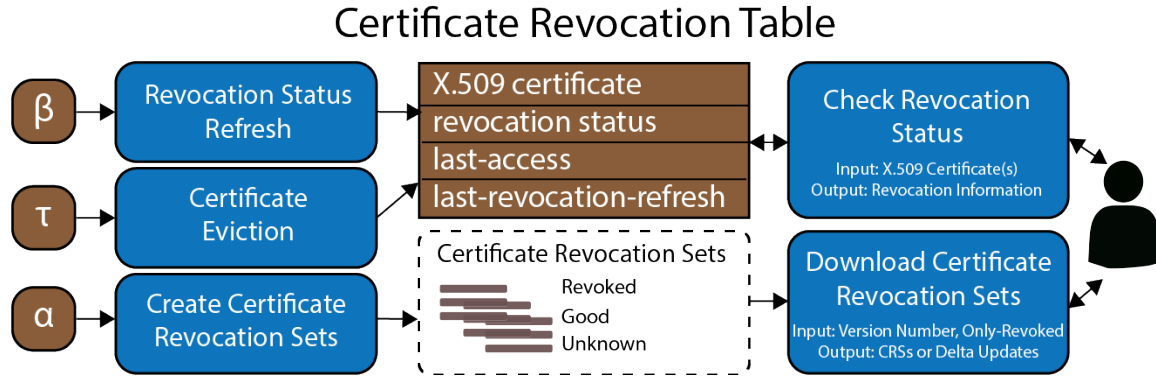 Certificate Revocation Table
β
Revocation Status
Refresh
τ
Certificate
Eviction
α
Create Certificate
Revocation Sets
X.509 certificate
revocation status
last-access
last-revocation-refresh
Certificate Revocation Sets
Revoked
Good
Unknown
Check Revocation
Status
Input: X.509 Certificate(s)
Output: Revocation Information
Download Certificate
Revocation Sets
Input: Version Number, Only-Revoked
Output: CRSs or Delta Updates